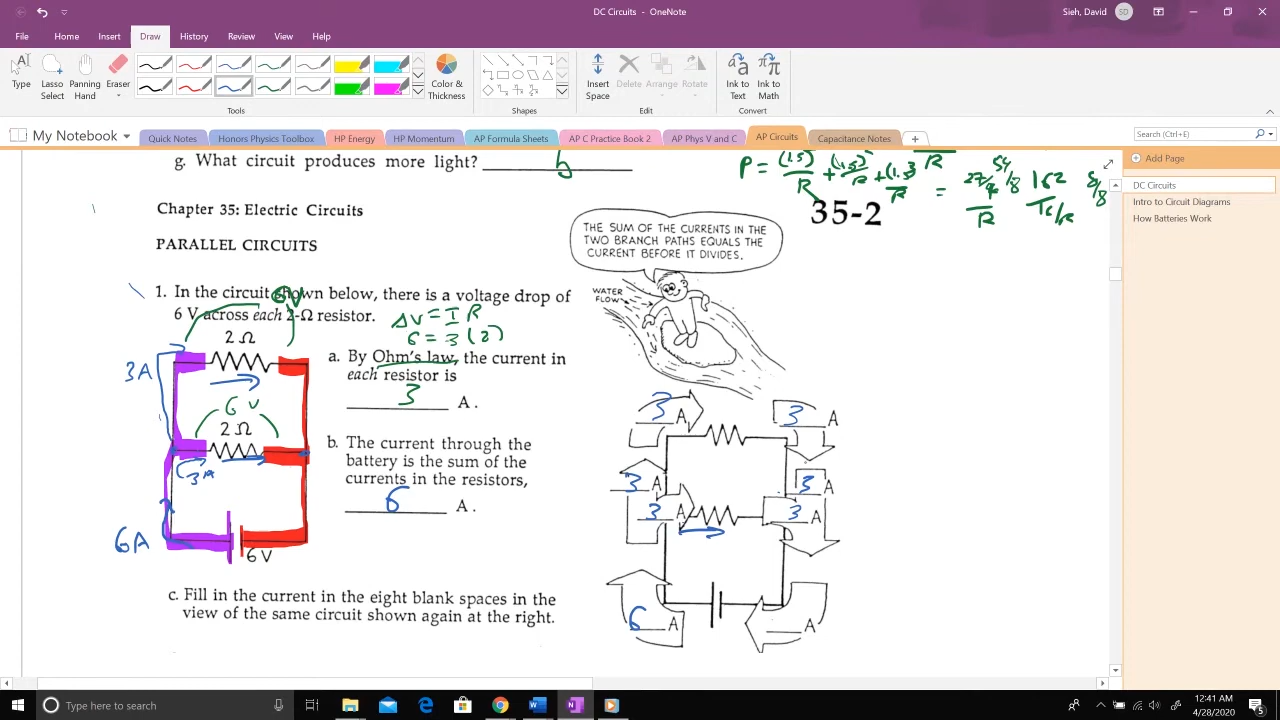 DC Circuits - OneNote
Sieh, David
SD
File Home Insert Draw History Review View Help
Type
Lasso Select
Panning Hand
Eraser
Color & Thickness
Insert Space
Delete
Arrange
Rotate
Ink to Text
Ink to Math
Tools
Shapes
Edit
Convert
My Notebook
Quick Notes
Honors Physics Toolbox
HP Energy
HP Momentum
AP Formula Sheets
AP C Practice Book 2
AP Phys V and C
AP Circuits
Capacitance Notes
Search (Ctrl+E)
Add Page
DC Circuits
Intro to Circuit Diagrams
How Batteries Work
g. What circuit produces more light? b
Chapter 35: Electric Circuits
35-2
PARALLEL CIRCUITS
THE SUM OF THE CURRENTS IN THE
TWO BRANCH PATHS EQUALS THE
CURRENT BEFORE IT DIVIDES.
WATER
FLOW
1. In the circuit shown below, there is a voltage drop of
6 V across each 2-Ω resistor.
ΔV = I R
6 = 3 (2)
6V
2 Ω
3A
6 V
2 Ω
3A
6A
6 V
a. By Ohm's law, the current in
each resistor is
3 A.
b. The current through the
battery is the sum of the
currents in the resistors,
6 A.
c. Fill in the current in the eight blank spaces in the
view of the same circuit shown again at the right.
3 A
3 A
3 A
3 A
3 A
3 A
6 A
A
Type here to search
12:41 AM
4/28/2020